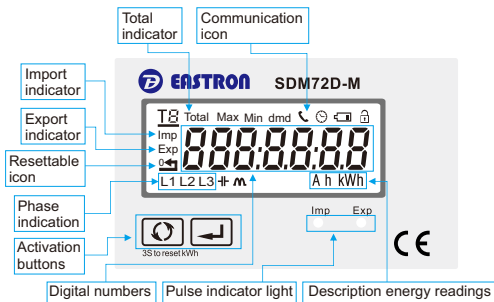 Total indicator
Communication icon
EASTRON SDM72D-M
Import indicator
Export indicator
Resettable icon
Phase indication
Activation buttons
T8 Total Max Min dmd
Imp
Exp
0
888:88:8.8
L1 L2 L3
A h kWh
3S to reset kWh
Imp Exp
CE
Digital numbers
Pulse indicator light
Description energy readings